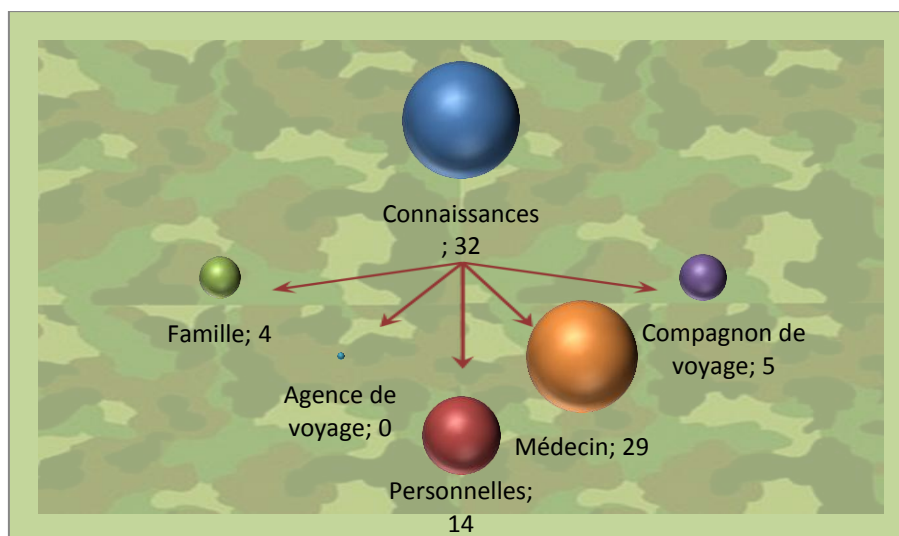 Connaissances
; 32
Famille; 4
Compagnon de
voyage; 5
Agence de
voyage; 0
Médecin; 29
Personnelles;
14